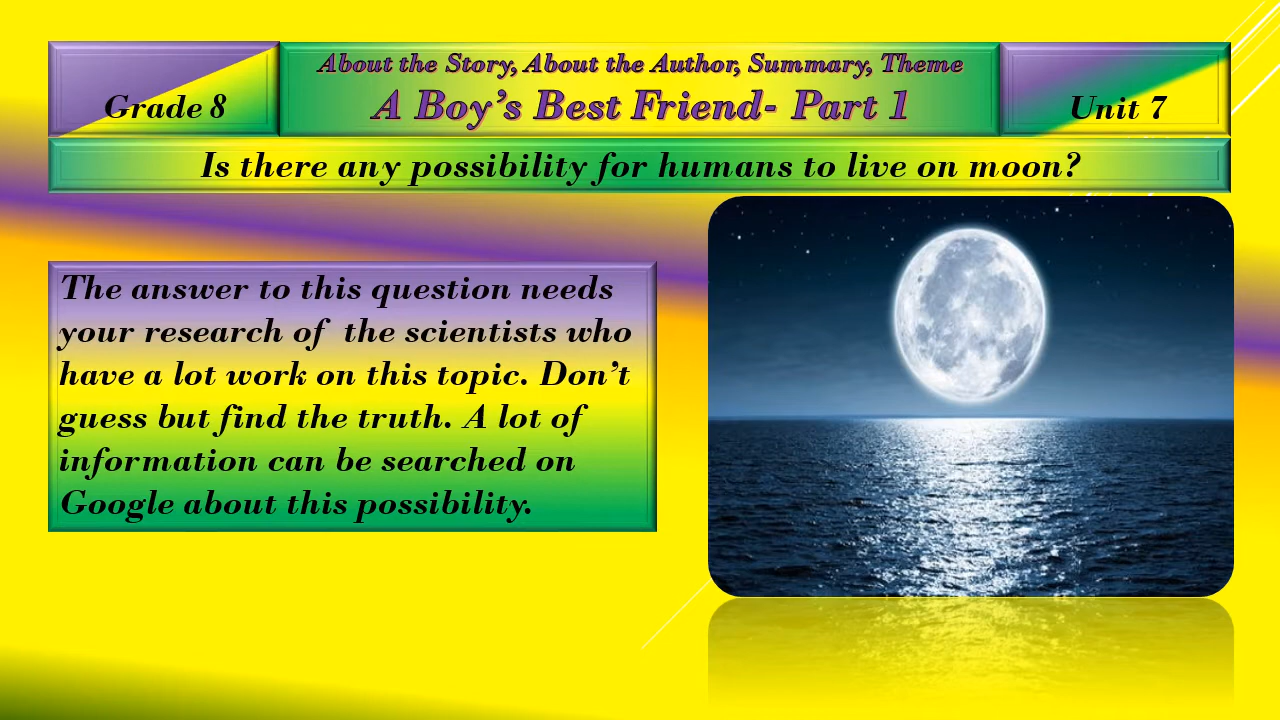 About the Story, About the Author, Summary, Theme
Grade 8
A Boy’s Best Friend- Part 1
Unit 7
Is there any possibility for humans to live on moon?
The answer to this question needs
your research of  the scientists who
have a lot work on this topic. Don’t
guess but find the truth. A lot of
information can be searched on
Google about this possibility.